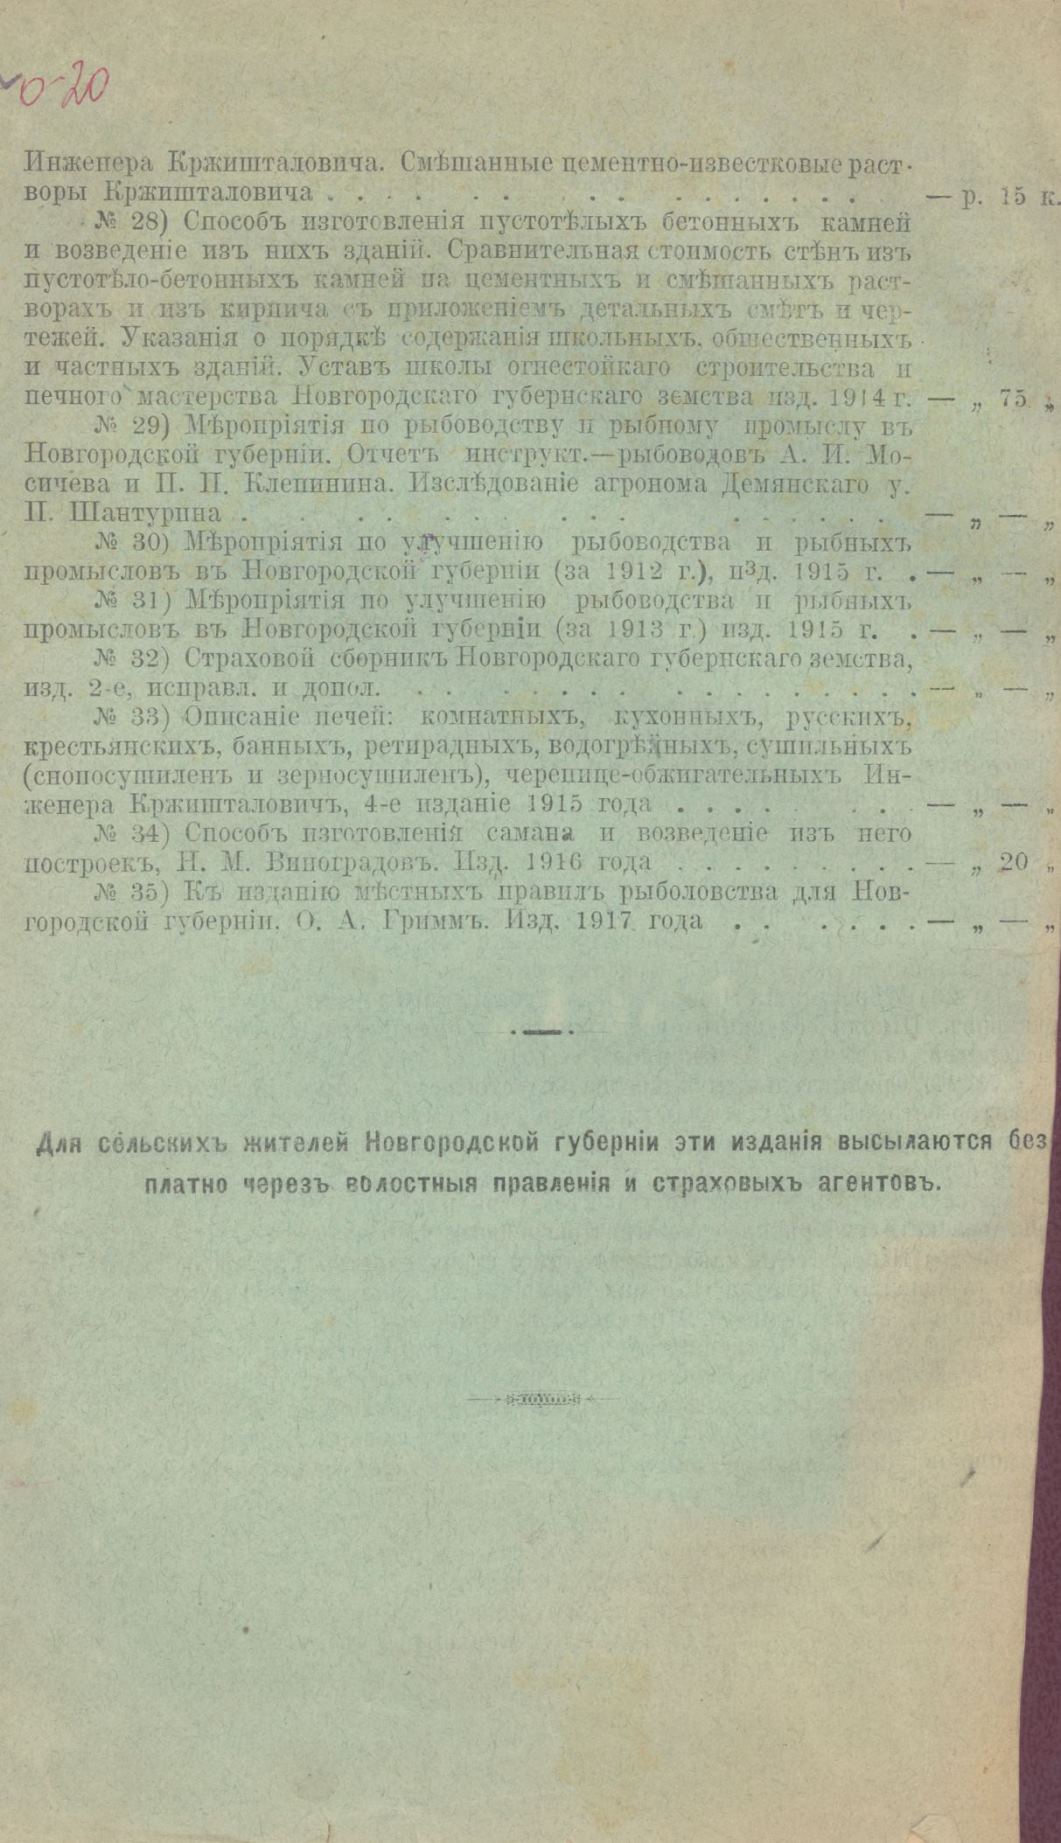 0-20
Инженера Кржишталовича. Смѣшанные цементно-известковые раст-
воры Кржишталовича . . . . . . . . . . . . . . . — р. 15 к.
№ 28) Способъ изготовленія пустотѣлыхъ бетонныхъ камней
и возведеніе изъ нихъ зданій. Сравнительная стоимость стѣнъ изъ
пустотѣло-бетонныхъ камней на цементныхъ и смѣшанныхъ раст-
ворахъ и изъ кирпича съ приложеніемъ детальныхъ смѣтъ и чер-
тежей. Указанія о порядкѣ содержанія школьныхъ, общественныхъ
и частныхъ зданій. Уставъ школы огнестойкаго строительства и
печного мастерства Новгородскаго губернскаго земства изд. 1914 г. — „ 75 „
№ 29) Мѣропріятія по рыбоводству и рыбному промыслу въ
Новгородской губерніи. Отчетъ инструкт.—рыбоводовъ А. И. Мо-
сичева и П. П. Клепинина. Изслѣдованіе агронома Демянскаго у.
П. Шантурина . . . . . . . . . . . . . . . — „ — „
№ 30) Мѣропріятія по улучшенію рыбоводства и рыбныхъ
промысловъ въ Новгородской губерніи (за 1912 г.), изд. 1915 г. . — „ — „
№ 31) Мѣропріятія по улучшенію рыбоводства и рыбныхъ
промысловъ въ Новгородской губерніи (за 1913 г.) изд. 1915 г. . — „ — „
№ 32) Страховой сборникъ Новгородскаго губернскаго земства,
изд. 2-е, исправл. и допол. . . . . . . . . . . . . . . . — „ — „
№ 33) Описаніе печей: комнатныхъ, кухонныхъ, русскихъ,
крестьянскихъ, банныхъ, ретирадныхъ, водогрѣйныхъ, сушильныхъ
(снопосушиленъ и зерносушиленъ), черепице-обжигательныхъ Ин-
женера Кржишталовичъ, 4-е изданіе 1915 года . . . . . . . — „ — „
№ 34) Способъ изготовленія самана и возведеніе изъ него
построекъ, Н. М. Виноградовъ. Изд. 1916 года . . . . . . . . . — „ 20 „
№ 35) Къ изданію мѣстныхъ правилъ рыболовства для Нов-
городской губерніи. О. А. Гриммъ. Изд. 1917 года . . . . . . — „ — „
Для сельскихъ жителей Новгородской губерніи эти изданія высылаются без
платно черезъ волостныя правленія и страховыхъ агентовъ.